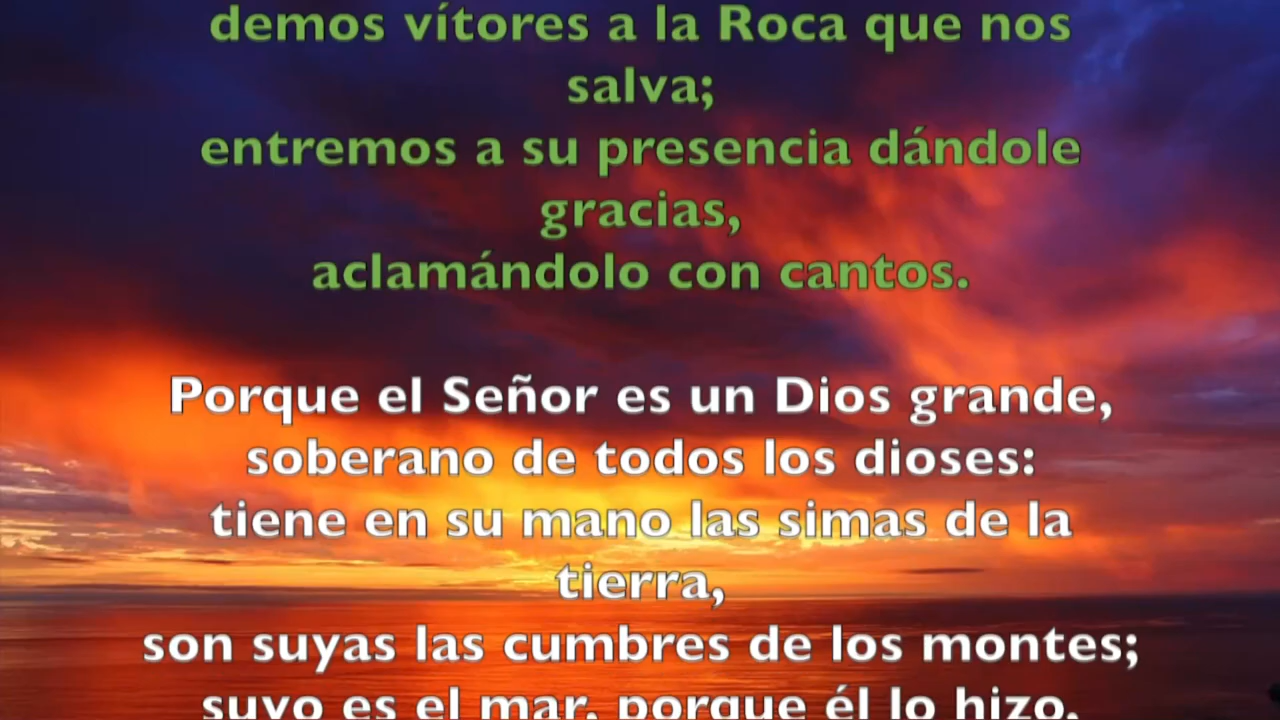 demos vítores a la Roca que nos
salva;
entremos a su presencia dándole
gracias,
aclamándolo con cantos.
Porque el Señor es un Dios grande,
soberano de todos los dioses:
tiene en su mano las simas de la
tierra,
son suyas las cumbres de los montes;
suyo es el mar, porque él lo hizo,